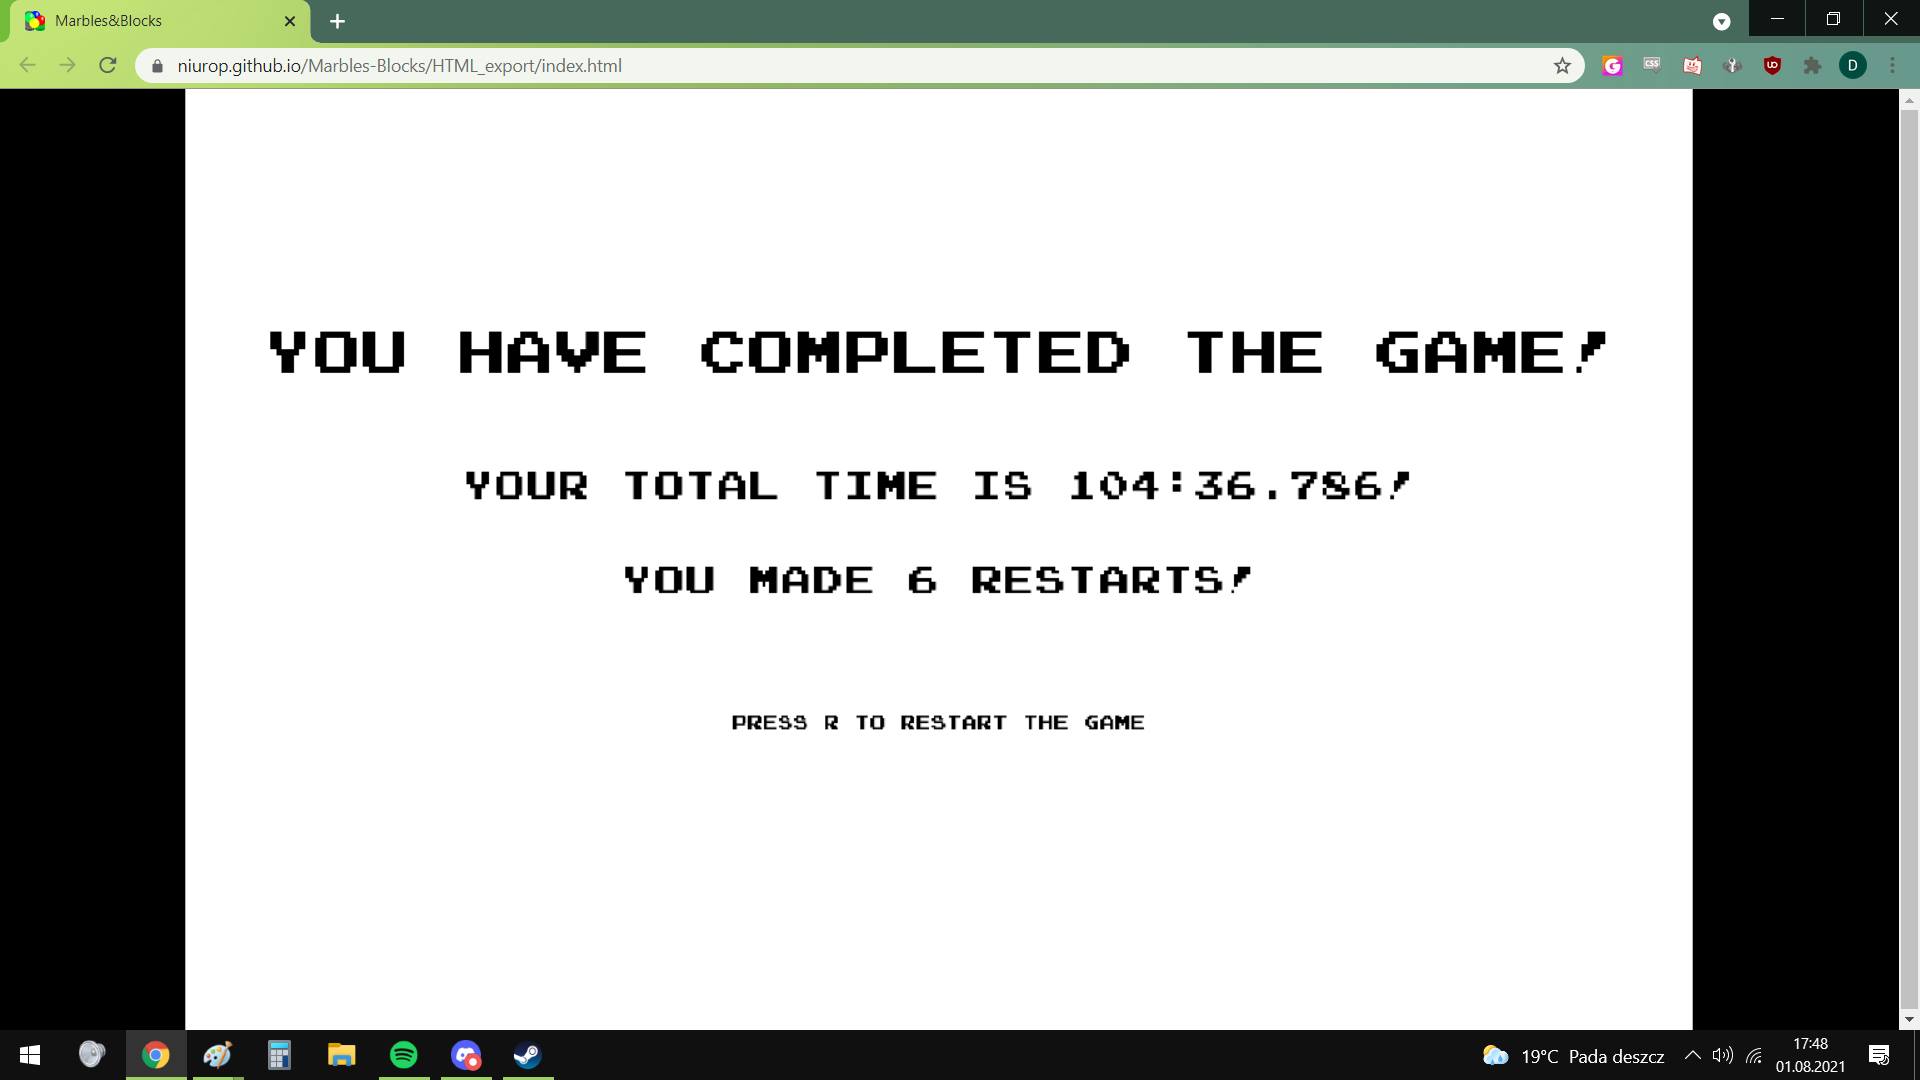 Marbles&Blocks
niurop.github.io/Marbles-Blocks/HTML_export/index.html
CSS
D
YOU HAVE COMPLETED THE GAME!
YOUR TOTAL TIME IS 104:36.786!
YOU MADE 6 RESTARTS!
PRESS R TO RESTART THE GAME
19°C Pada deszcz
17:48
01.08.2021